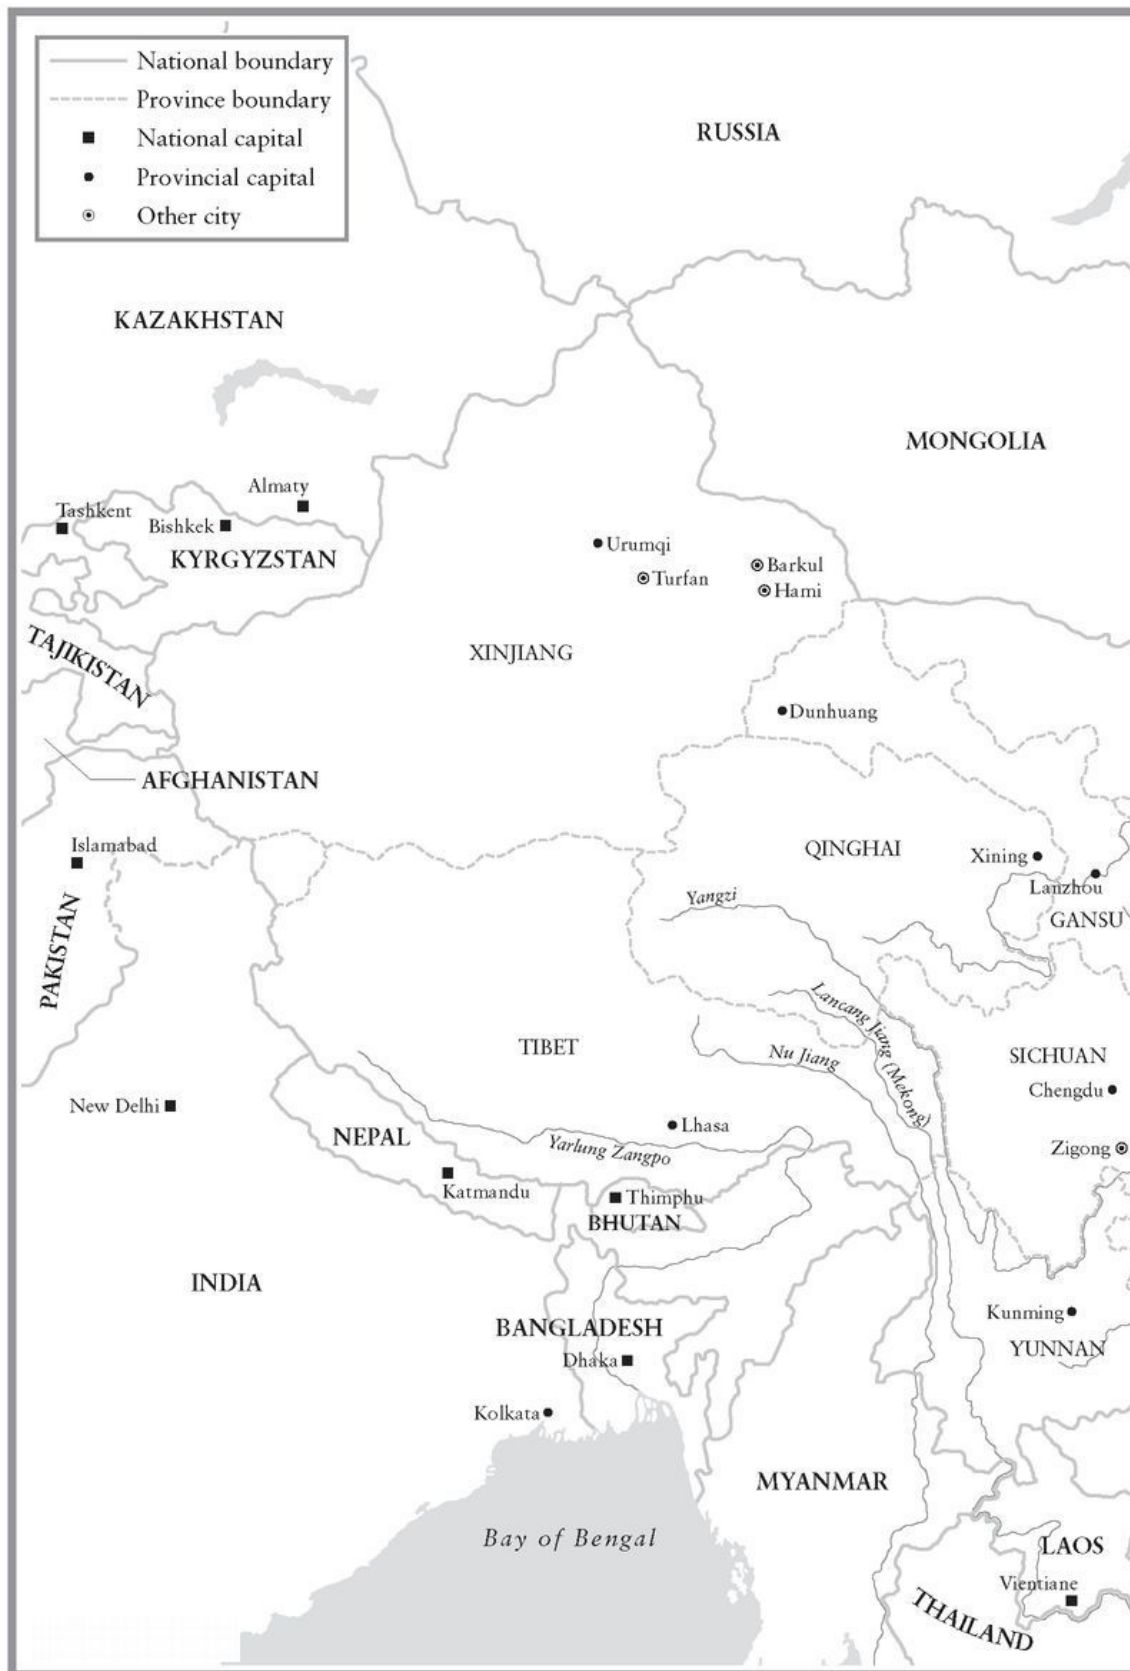 National boundary
Province boundary
National capital
Provincial capital
Other city
RUSSIA
KAZAKHSTAN
MONGOLIA
Almaty
Tashkent
Bishkek
KYRGYZSTAN
Urumqi
Turfan
Barkul
Hami
TAJIKISTAN
XINJIANG
Dunhuang
AFGHANISTAN
Islamabad
QINGHAI
Xining
Lanzhou
Yangzi
GANSU
PAKISTAN
Lancang Jiang (Mekong)
TIBET
Nu Jiang
SICHUAN
Chengdu
New Delhi
NEPAL
Lhasa
Yarlung Zangpo
Zigong
Katmandu
Thimphu
BHUTAN
INDIA
Kunming
BANGLADESH
YUNNAN
Dhaka
Kolkata
MYANMAR
Bay of Bengal
LAOS
Vientiane
THAILAND